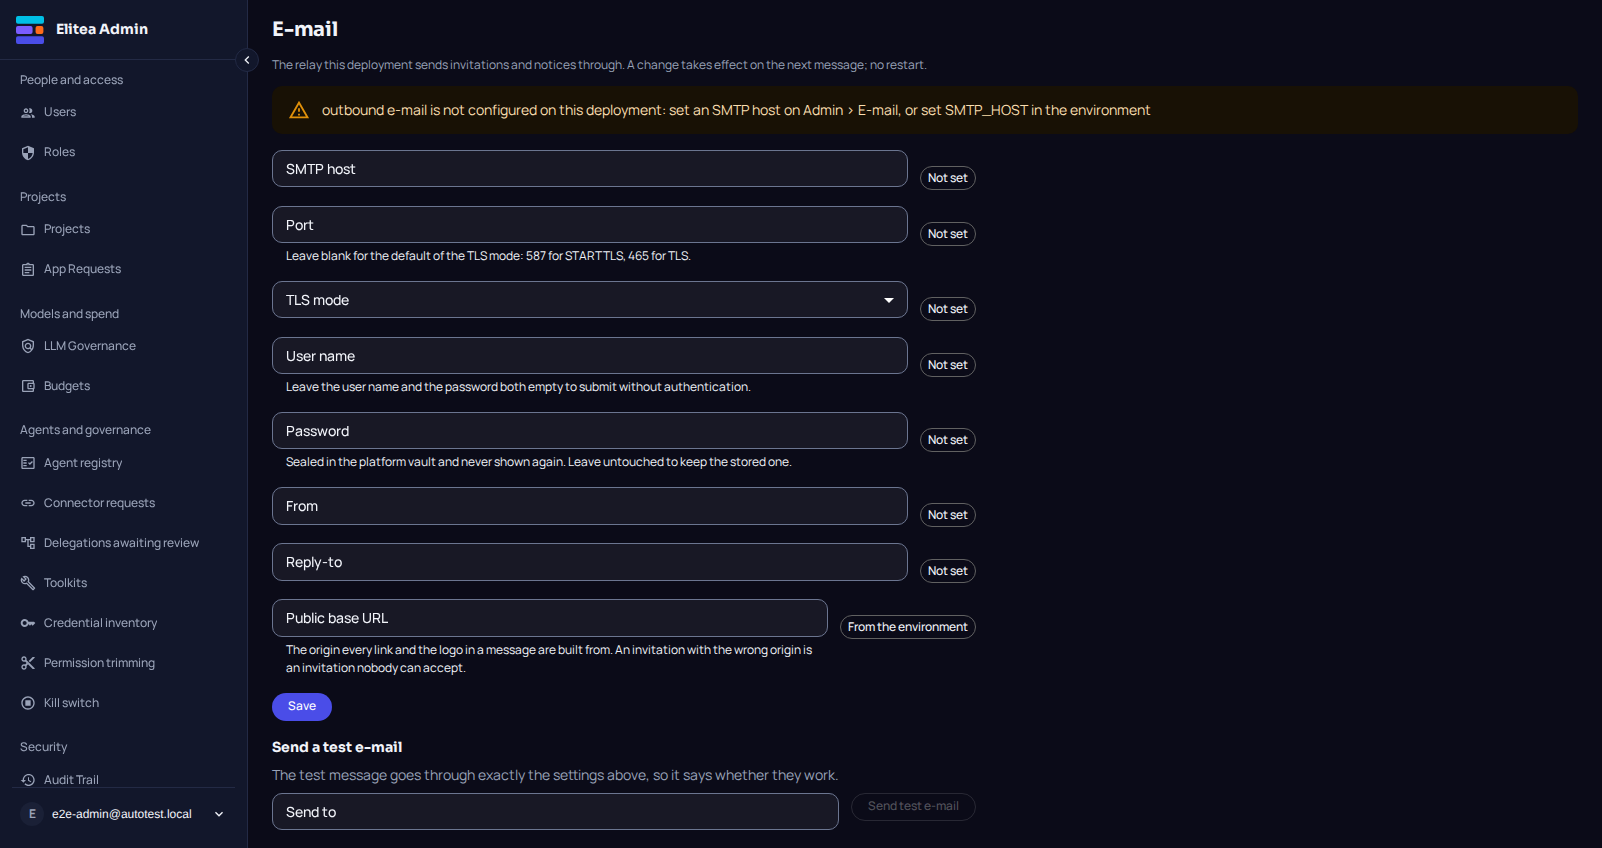 Elitea Admin
People and access
Users
Roles
Projects
Projects
App Requests
Models and spend
LLM Governance
Budgets
Agents and governance
Agent registry
Connector requests
Delegations awaiting review
Toolkits
Credential inventory
Permission trimming
Kill switch
Security
Audit Trail
E
e2e-admin@autotest.local
E-mail
The relay this deployment sends invitations and notices through. A change takes effect on the next message; no restart.
outbound e-mail is not configured on this deployment: set an SMTP host on Admin > E-mail, or set SMTP_HOST in the environment
SMTP host
Not set
Port
Not set
Leave blank for the default of the TLS mode: 587 for STARTTLS, 465 for TLS.
TLS mode
Not set
User name
Not set
Leave the user name and the password both empty to submit without authentication.
Password
Not set
Sealed in the platform vault and never shown again. Leave untouched to keep the stored one.
From
Not set
Reply-to
Not set
Public base URL
From the environment
The origin every link and the logo in a message are built from. An invitation with the wrong origin is
an invitation nobody can accept.
Save
Send a test e-mail
The test message goes through exactly the settings above, so it says whether they work.
Send to
Send test e-mail